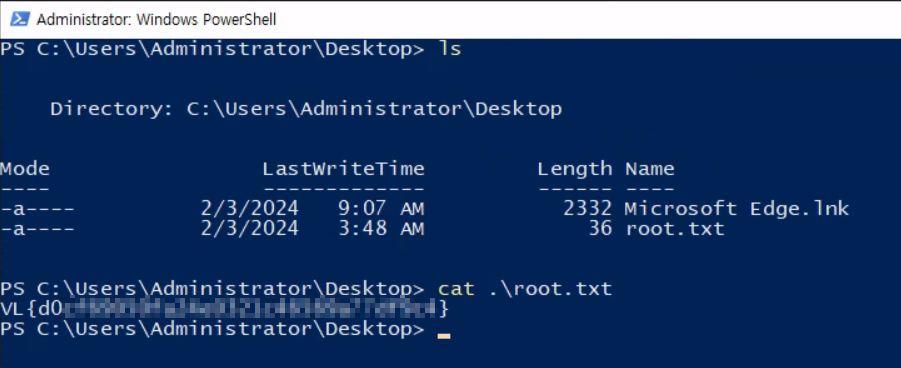 Administrator: Windows PowerShell
PS C:\Users\Administrator\Desktop> ls
Directory: C:\Users\Administrator\Desktop
Mode LastWriteTime Length Name
---- ------------- ------ ----
-a---- 2/3/2024 9:07 AM 2332 Microsoft Edge.lnk
-a---- 2/3/2024 3:48 AM 36 root.txt
PS C:\Users\Administrator\Desktop> cat .\root.txt
VL{d0
PS C:\Users\Administrator\Desktop>